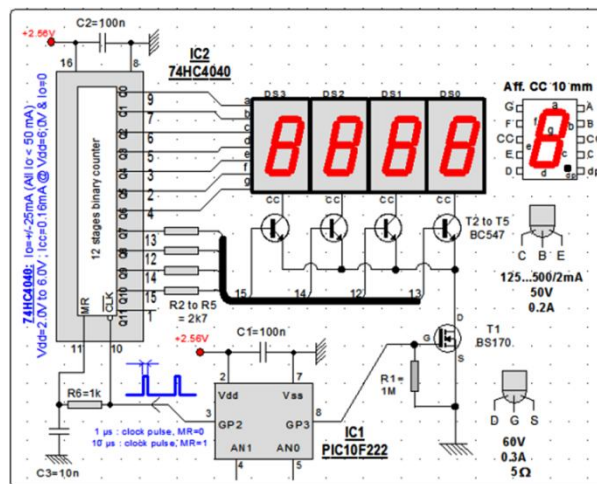 C2=100n
+2.56V
16
8
IC2
74HC4040
74HC4040: Io=+/-25mA (All Io < 50 mA)
Vdd=2.0V to 6.0V ; Icc=0.16mA @ Vdd=6,0V & Io=0
12 stages binary counter
Q0
Q1
Q2
Q3
Q4
Q5
Q6
Q7
Q8
Q9
Q10
Q11
9
7
6
5
3
2
4
13
12
14
15
1
a
b
c
d
e
f
g
DS3
DS2
DS1
DS0
CC
CC
CC
CC
Aff. CC 10 mm
G
F
CC
E
D
A
B
CC
C
dp
a
f
b
g
e
c
d
dp
T2 to T5
BC547
C B E
125...500/2mA
50V
0.2A
R2 to R5
= 2k7
15
14
12
13
MR
CLK
11
10
+2.56V
C1=100n
D
G
S
T1
BS170
R1=
1M
R6=1k
1 µs : clock pulse, MR=0
10 µs : clock pulse, MR=1
C3=10n
2
7
Vdd
Vss
3
GP2
GP3
8
AN1
AN0
4
5
IC1
PIC10F222
D G S
60V
0.3A
5Ω